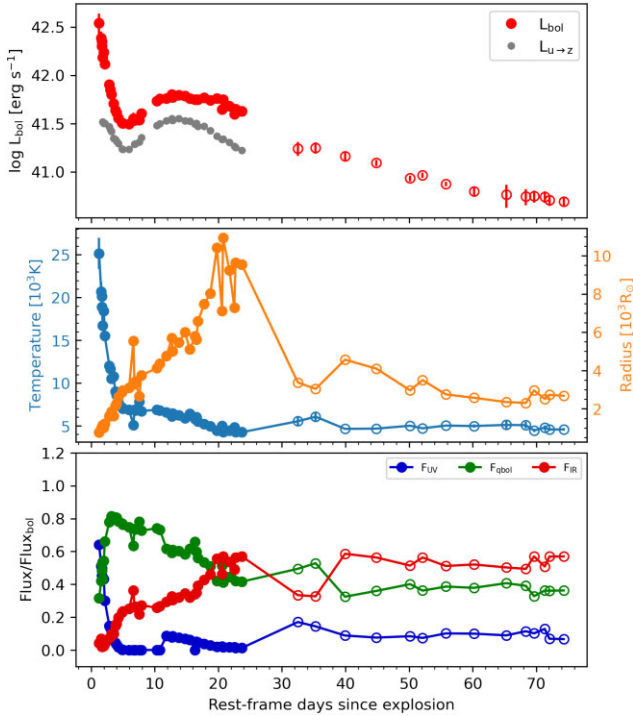 L_bol
L_u→z
log L_bol [erg s⁻¹]
42.5
42.0
41.5
41.0
Temperature [10³K]
25
20
15
10
5
Radius [10³R_⊙]
10
8
6
4
2
F_UV
F_qbol
F_IR
Flux/Flux_bol
1.2
1.0
0.8
0.6
0.4
0.2
0.0
0 10 20 30 40 50 60 70
Rest-frame days since explosion